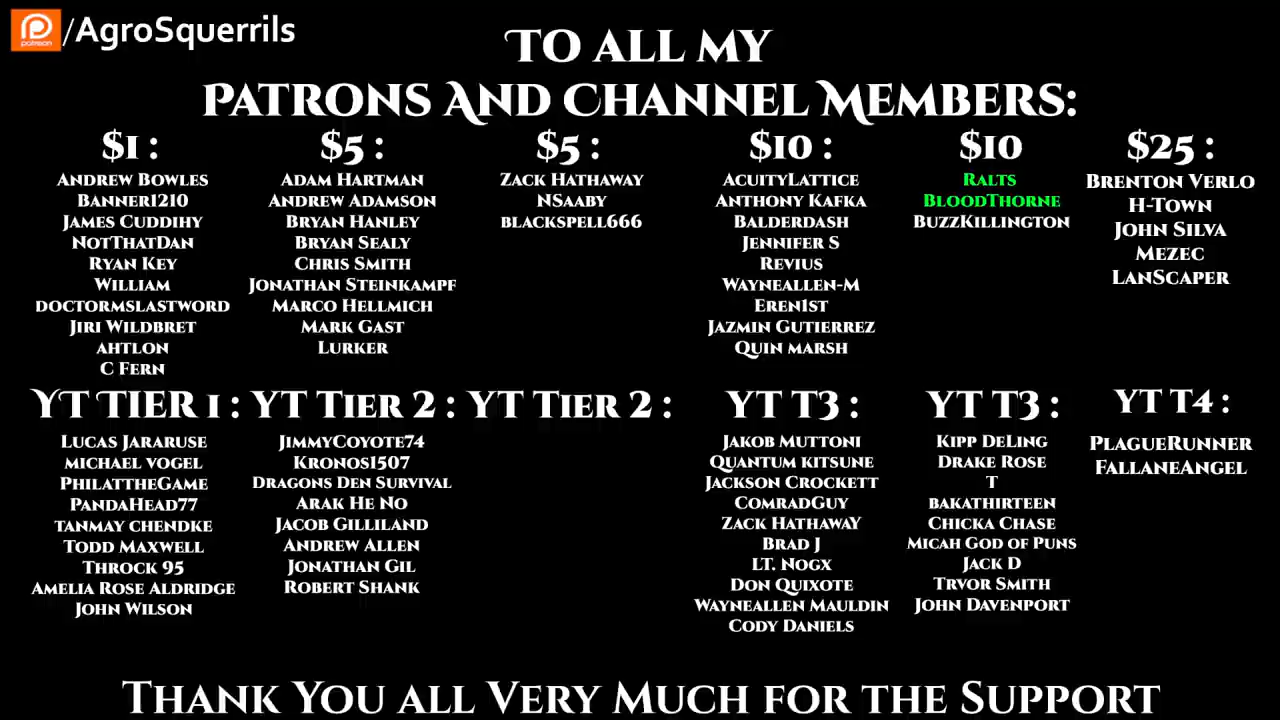 patreon
/AgroSquerrils
To all my
Patrons And Channel Members:
$1 :
Andrew Bowles
Banner1210
James Cuddihy
NotThatDan
Ryan Key
William
doctormslastword
Jiri Wildbret
ahtlon
C Fern
$5 :
Adam Hartman
Andrew Adamson
Bryan Hanley
Bryan Sealy
Chris Smith
Jonathan Steinkampf
Marco Hellmich
Mark Gast
Lurker
$5 :
Zack Hathaway
NSaaby
blackspell666
$10 :
AcuityLattice
Anthony Kafka
Balderdash
Jennifer S
Revius
Wayneallen-M
Eren1st
Jazmin Gutierrez
Quin marsh
$10
Ralts
BloodThorne
BuzzKillington
$25 :
Brenton Verlo
H-Town
John Silva
Mezec
LanScaper
YT Tier 1 :
Lucas Jararuse
michael vogel
PhilattheGame
PandaHead77
tanmay chendke
Todd Maxwell
Throck 95
Amelia Rose Aldridge
John Wilson
YT Tier 2 :
JimmyCoyote74
Kronos1507
Dragons Den Survival
Arak He No
Jacob Gilliland
Andrew Allen
Jonathan Gil
Robert Shank
YT Tier 2 :
YT T3 :
Jakob Muttoni
Quantum kitsune
Jackson Crockett
ComradGuy
Zack HathawaY
Brad J
Lt. Nogx
Don Quixote
Wayneallen Mauldin
Cody Daniels
YT T3 :
Kipp DeLing
Drake Rose
T
bakathirteen
Chicka Chase
Micah God of Puns
Jack D
Trvor Smith
John Davenport
YT T4 :
PlagueRunner
FallaneAngel
Thank You all Very Much for the Support